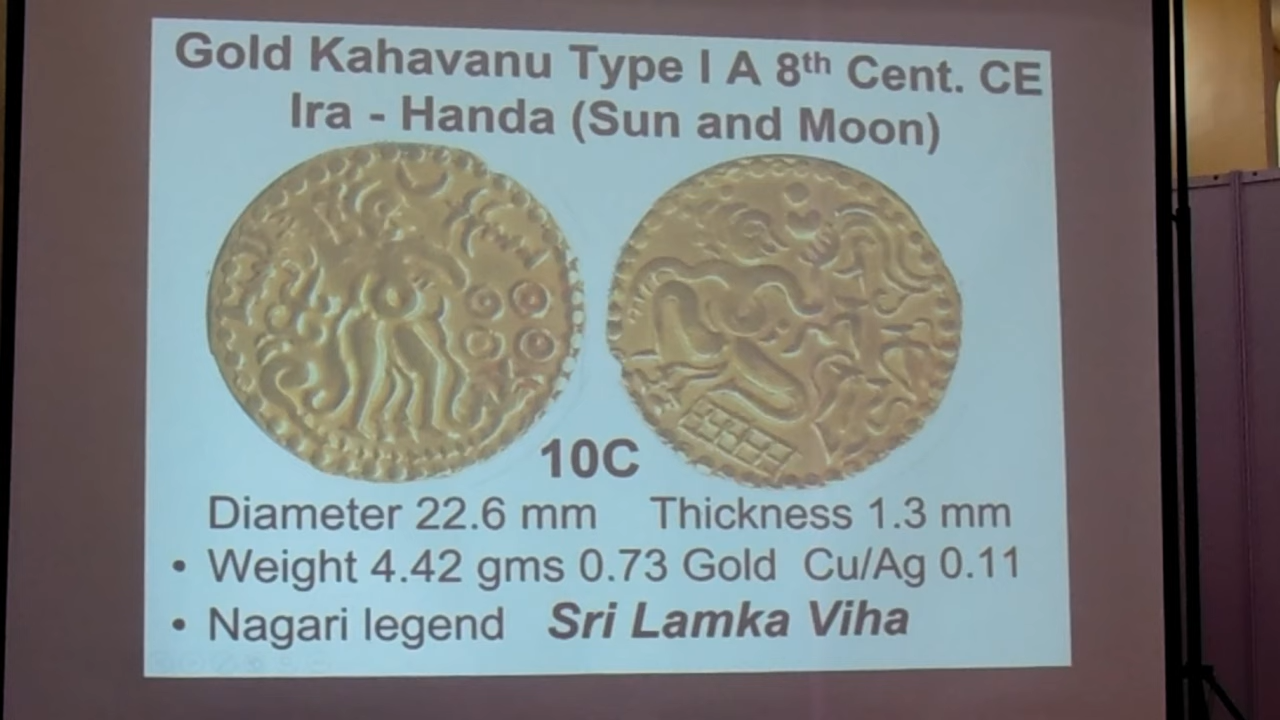 Gold Kahavanu Type I A 8th Cent. CE
Ira - Handa (Sun and Moon)
10C
Diameter 22.6 mm Thickness 1.3 mm
• Weight 4.42 gms 0.73 Gold Cu/Ag 0.11
• Nagari legend Sri Lamka Viha